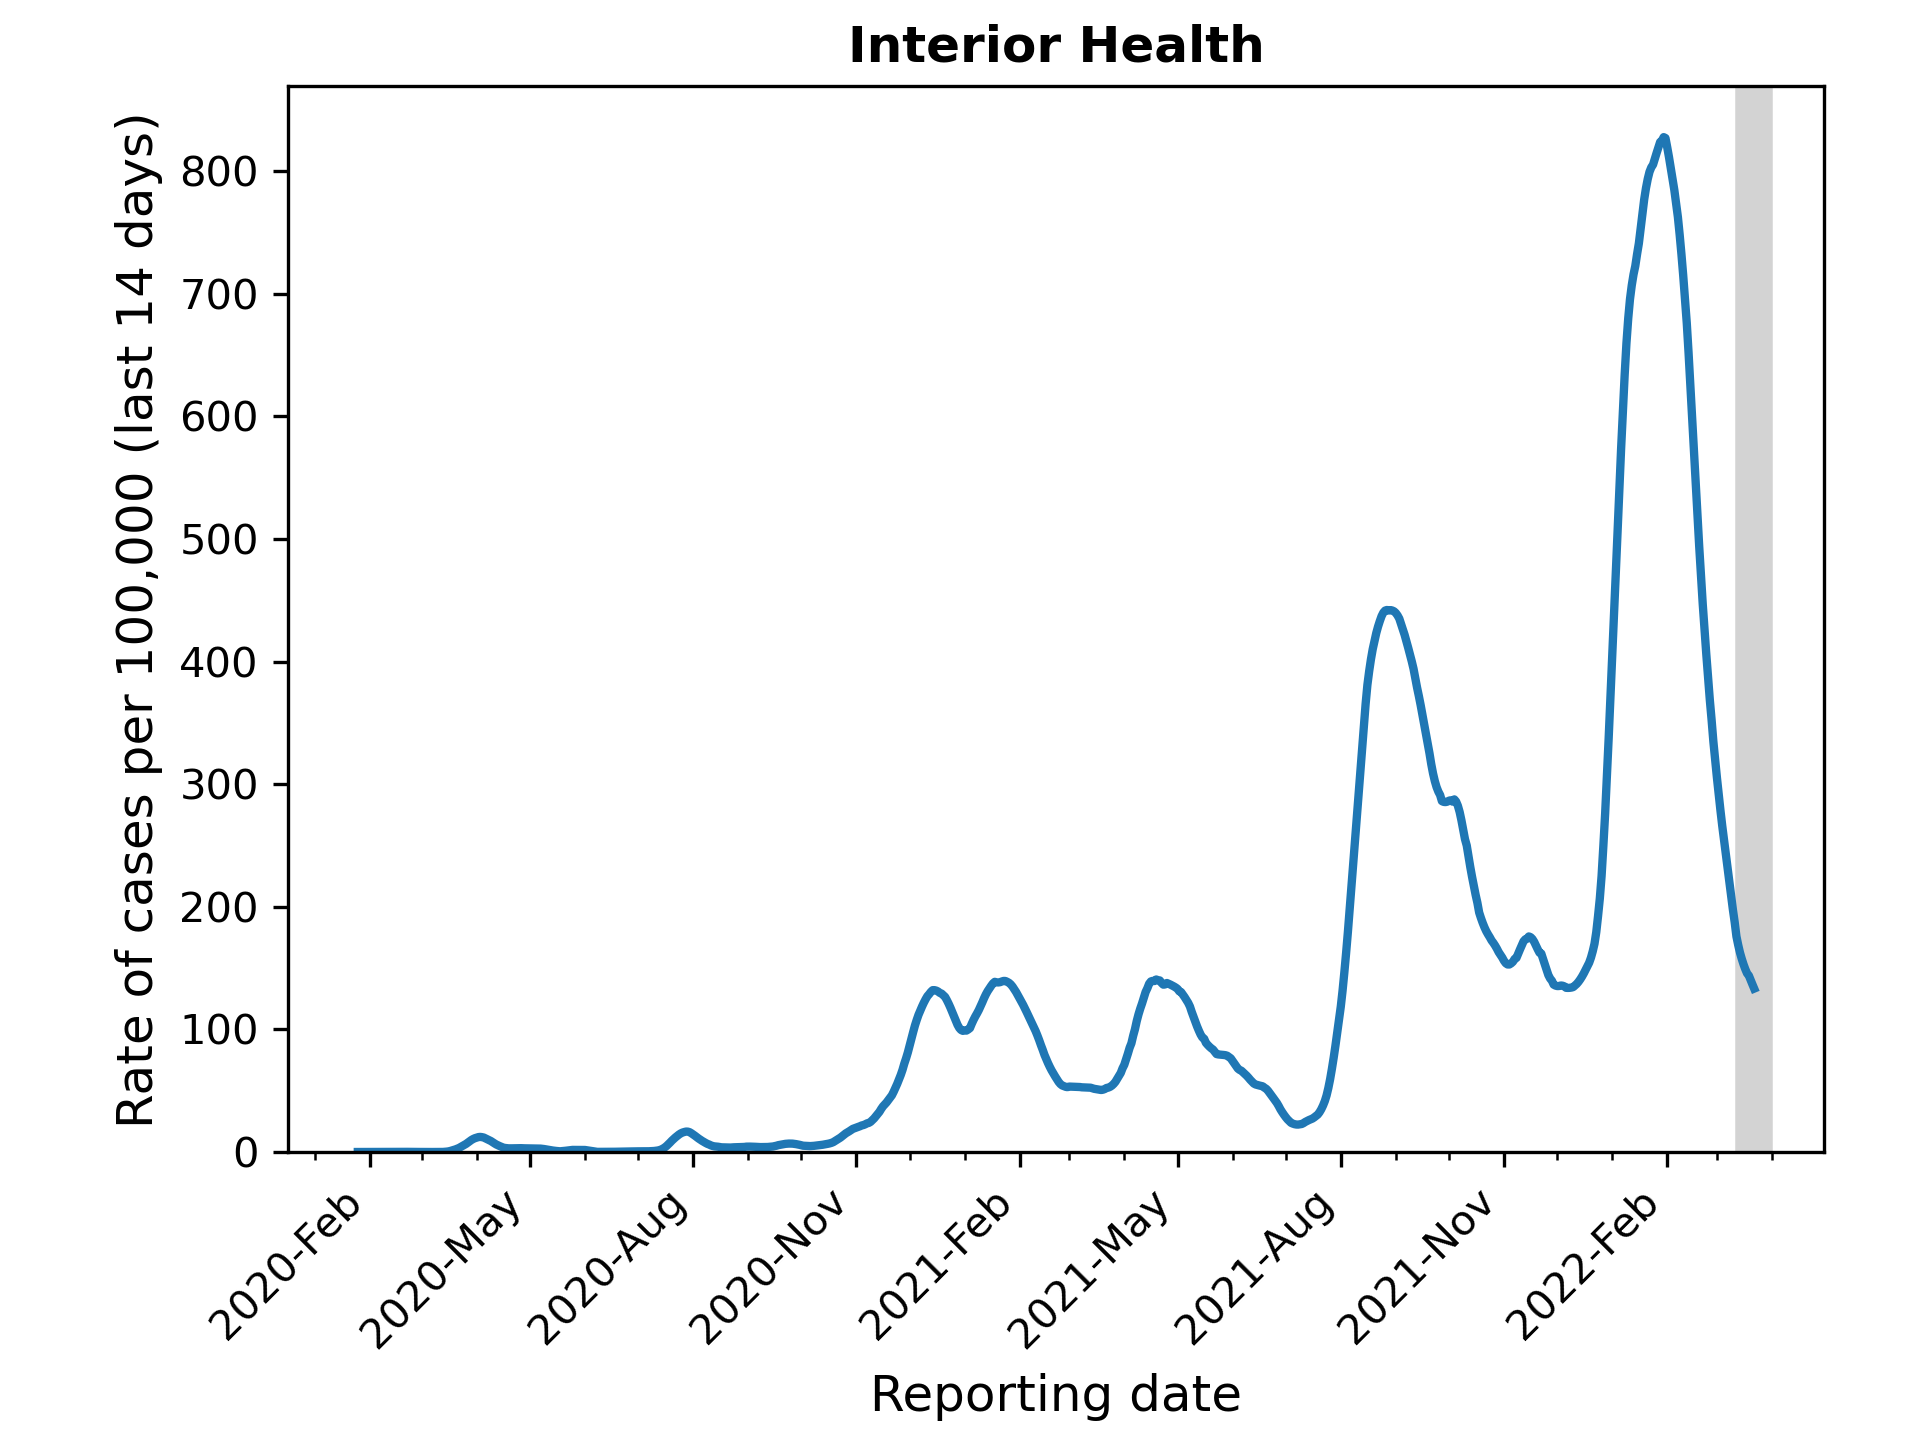 Interior Health
Rate of cases per 100,000 (last 14 days)
800
700
600
500
400
300
200
100
0
2020-Feb
2020-May
2020-Aug
2020-Nov
2021-Feb
2021-May
2021-Aug
2021-Nov
2022-Feb
Reporting date